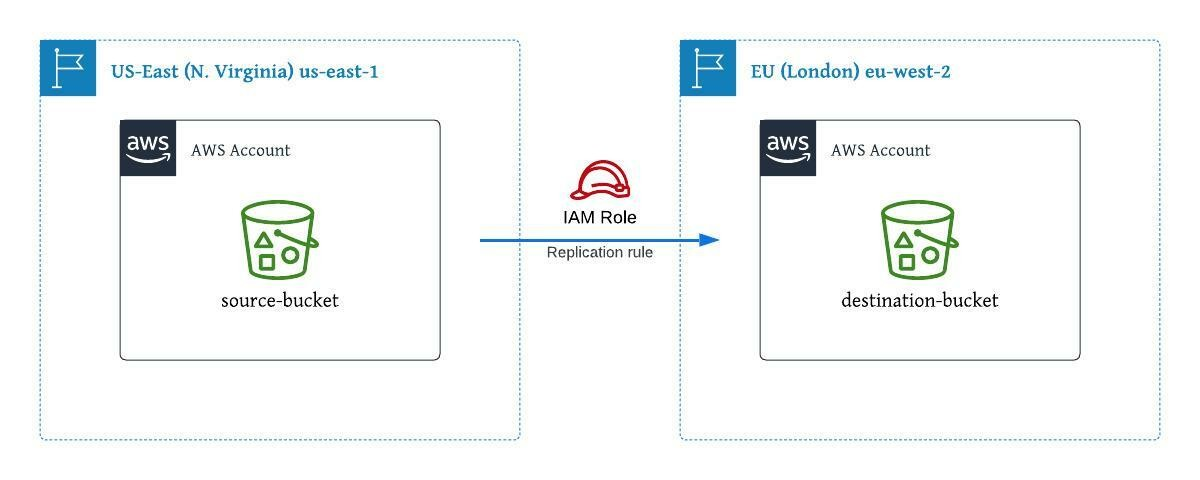 US-East (N. Virginia) us-east-1
aws
AWS Account
source-bucket
IAM Role
Replication rule
EU (London) eu-west-2
aws
AWS Account
destination-bucket